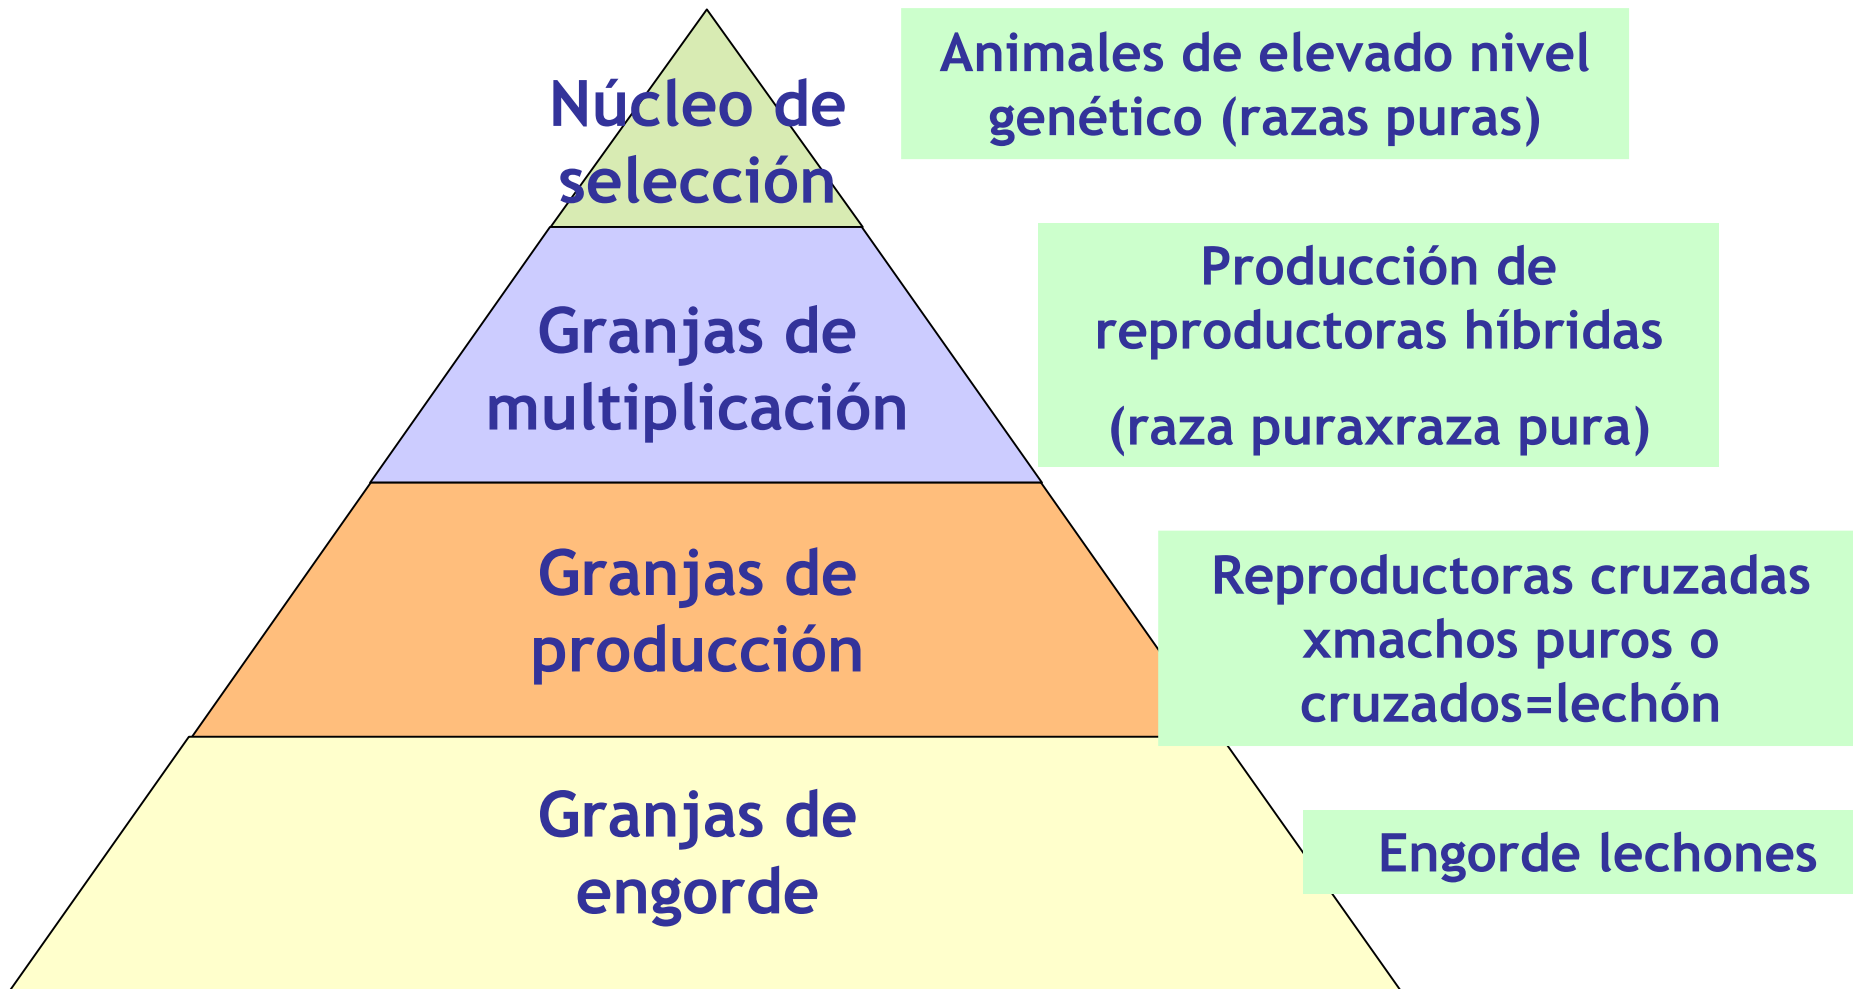 Núcleo de
selección
Animales de elevado nivel
genético (razas puras)
Granjas de
multiplicación
Producción de
reproductoras híbridas
(raza puraxraza pura)
Granjas de
producción
Reproductoras cruzadas
xmachos puros o
cruzados=lechón
Granjas de
engorde
Engorde lechones